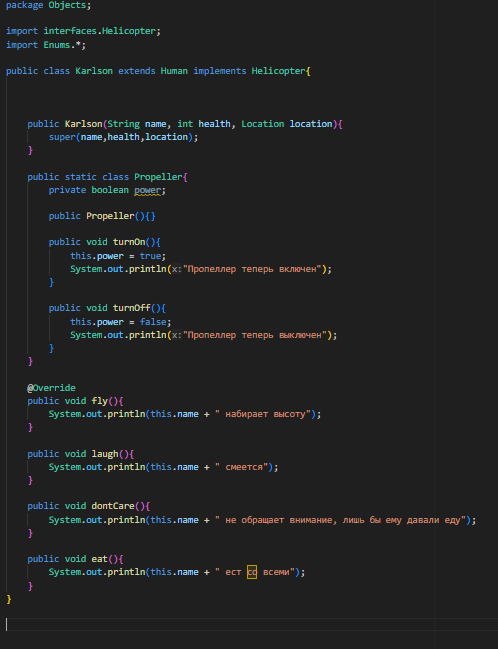 package Objects;
import interfaces.Helicopter;
import Enums.*;
public class Karlson extends Human implements Helicopter{
public Karlson(String name, int health, Location location){
super(name,health,location);
}
public static class Propeller{
private boolean power;
public Propeller(){}
public void turnOn(){
this.power = true;
System.out.println(x:"Пропеллер теперь включен");
}
public void turnOff(){
this.power = false;
System.out.println(x:"Пропеллер теперь выключен");
}
}
@Override
public void fly(){
System.out.println(this.name + " набирает высоту");
}
public void laugh(){
System.out.println(this.name + " смеется");
}
public void dontCare(){
System.out.println(this.name + " не обращает внимание, лишь бы ему давали еду");
}
public void eat(){
System.out.println(this.name + " ест со всеми");
}
}